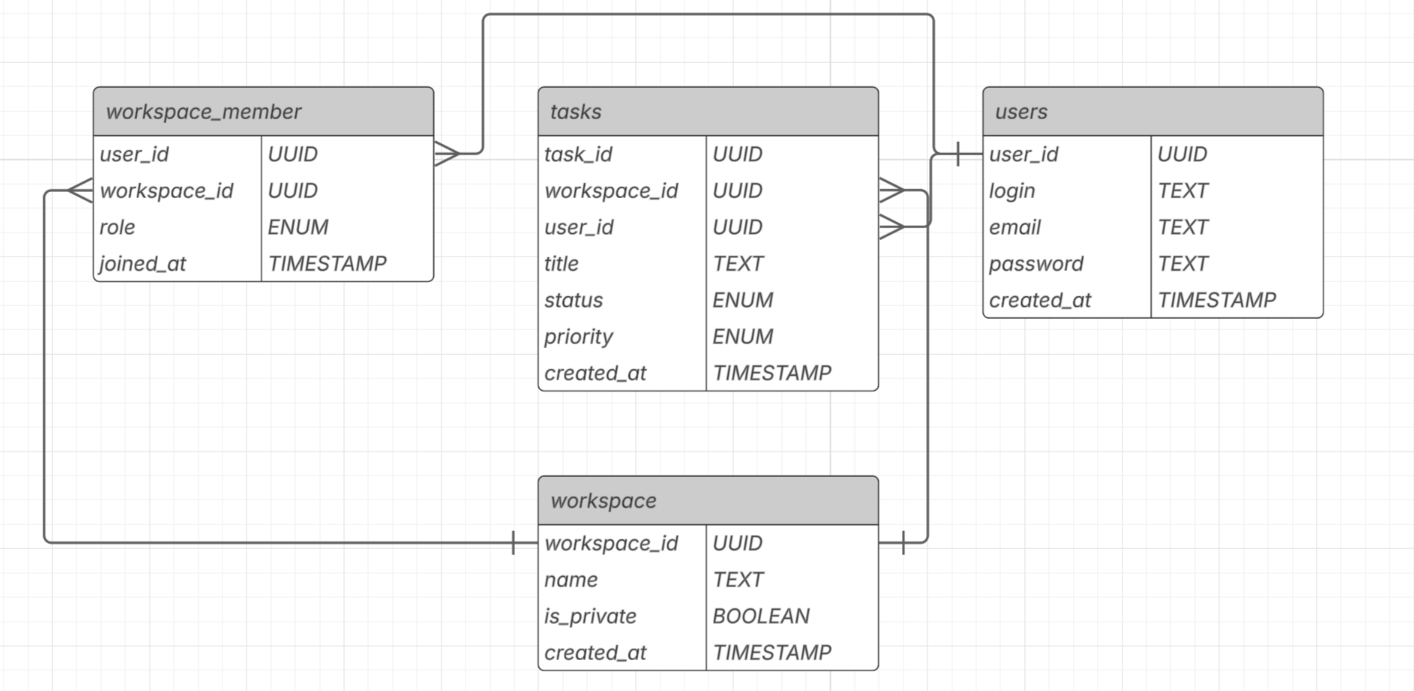 workspace_member
user_id UUID
workspace_id UUID
role ENUM
joined_at TIMESTAMP
tasks
task_id UUID
workspace_id UUID
user_id UUID
title TEXT
status ENUM
priority ENUM
created_at TIMESTAMP
users
user_id UUID
login TEXT
email TEXT
password TEXT
created_at TIMESTAMP
workspace
workspace_id UUID
name TEXT
is_private BOOLEAN
created_at TIMESTAMP